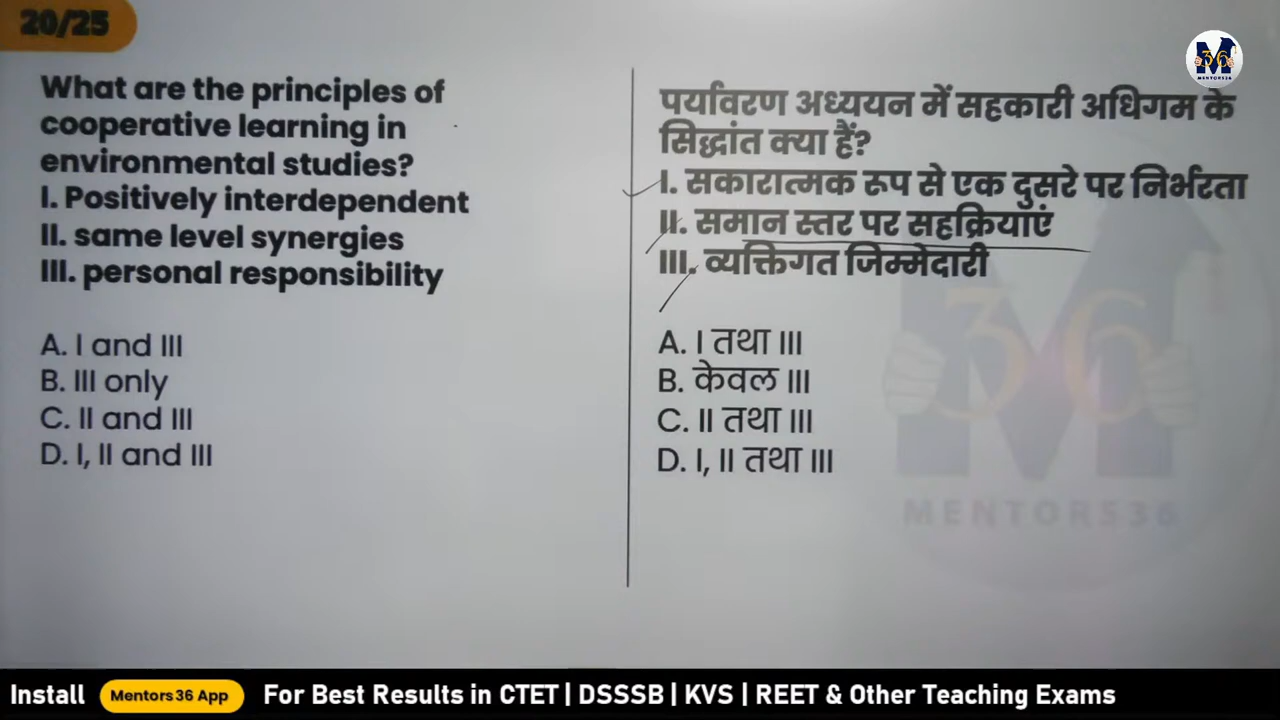 20/25
M36
MENTORS36
What are the principles of
cooperative learning in
environmental studies?
I. Positively interdependent
II. same level synergies
III. personal responsibility
A. I and III
B. III only
C. II and III
D. I, II and III
पर्यावरण अध्ययन में सहकारी अधिगम के
सिद्धांत क्या हैं?
I. सकारात्मक रूप से एक दुसरे पर निर्भरता
II. समान स्तर पर सहक्रियाएं
III. व्यक्तिगत जिम्मेदारी
A. I तथा III
B. केवल III
C. II तथा III
D. I, II तथा III
M36
MENTORS36
Install Mentors36 App For Best Results in CTET | DSSSB | KVS | REET & Other Teaching Exams